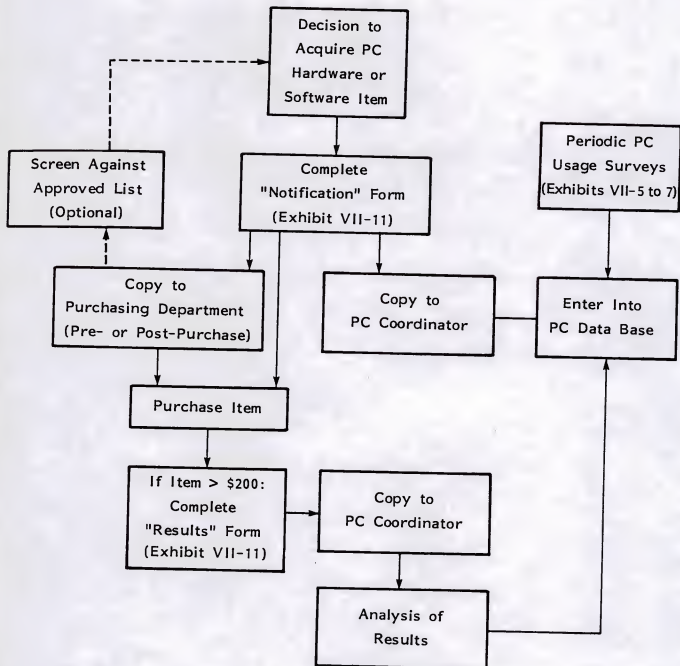 Decision to
Acquire PC
Hardware or
Software Item
Screen Against
Approved List
(Optional)
Complete
"Notification" Form
(Exhibit VII-11)
Periodic PC
Usage Surveys
(Exhibits VII-5 to 7)
Copy to
Purchasing Department
(Pre- or Post-Purchase)
Copy to
PC Coordinator
Enter Into
PC Data Base
Purchase Item
If Item > $200:
Complete
"Results" Form
(Exhibit VII-11)
Copy to
PC Coordinator
Analysis of
Results